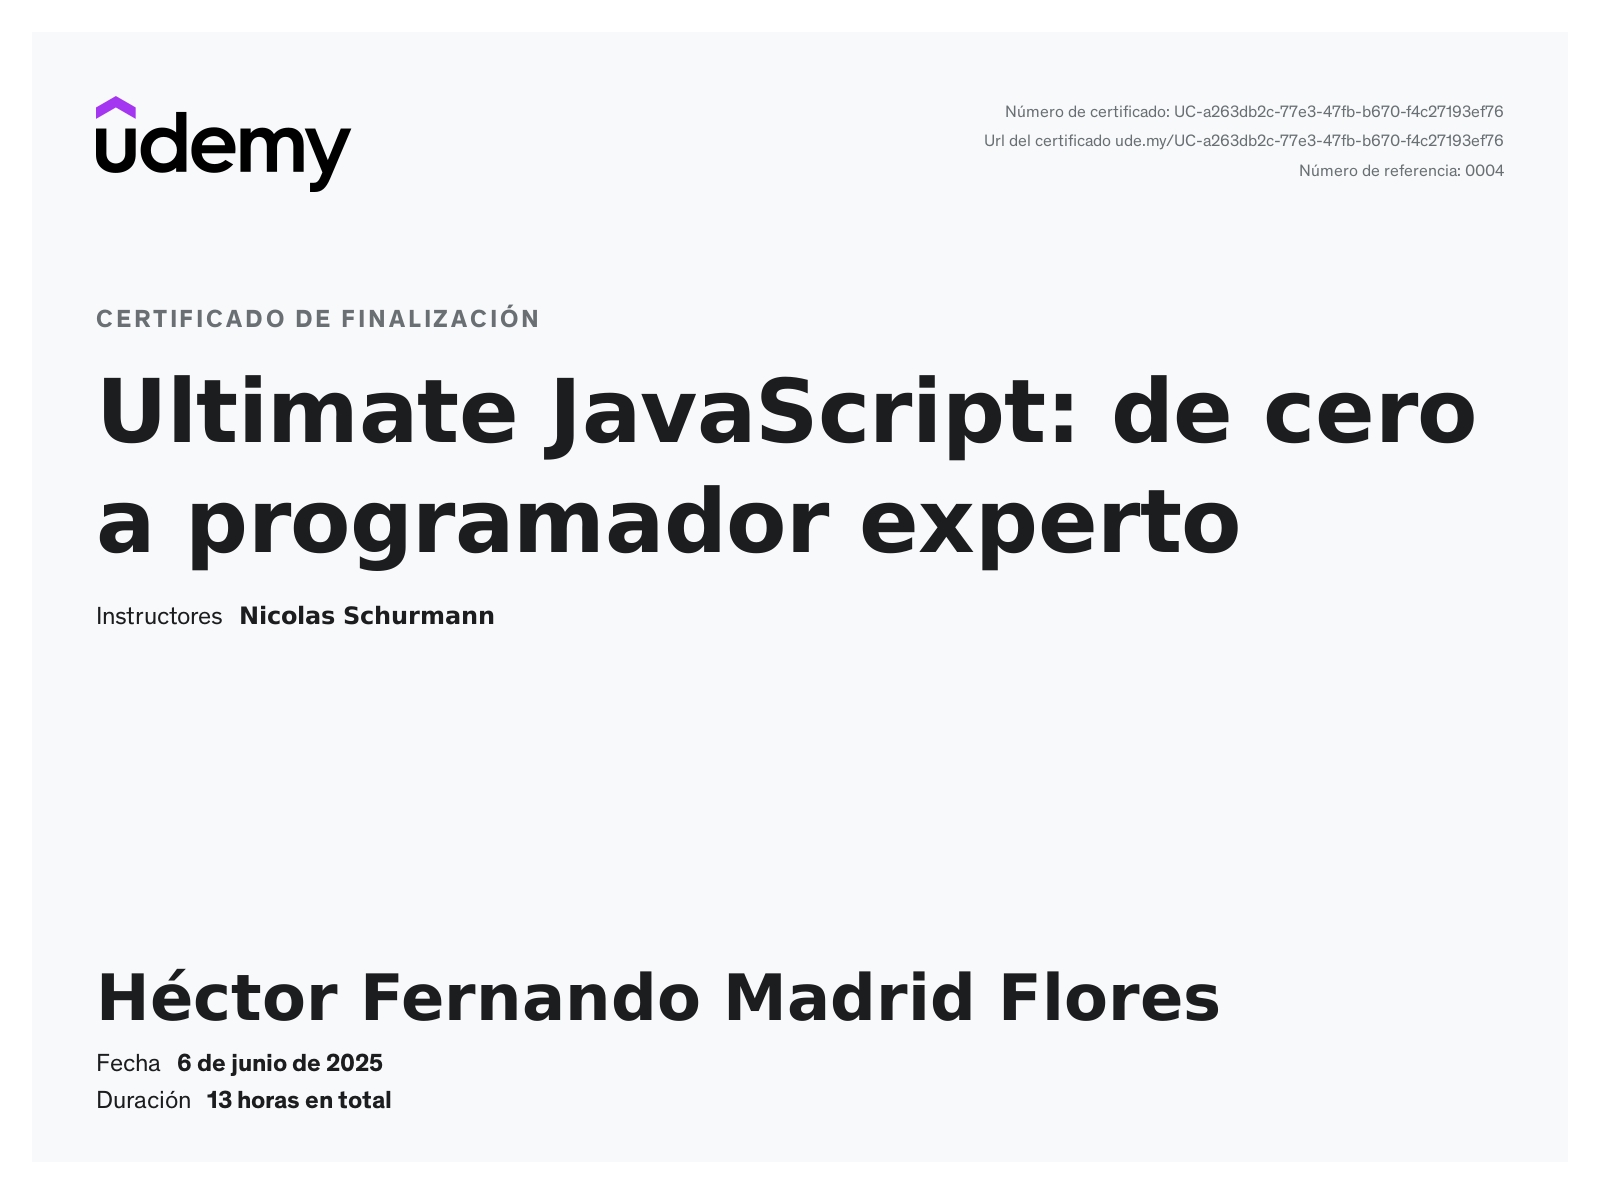 udemy
Número de certificado: UC-a263db2c-77e3-47fb-b670-f4c27193ef76
Url del certificado ude.my/UC-a263db2c-77e3-47fb-b670-f4c27193ef76
Número de referencia: 0004
CERTIFICADO DE FINALIZACIÓN
Ultimate JavaScript: de cero
a programador experto
Instructores Nicolas Schurmann
Héctor Fernando Madrid Flores
Fecha 6 de junio de 2025
Duración 13 horas en total